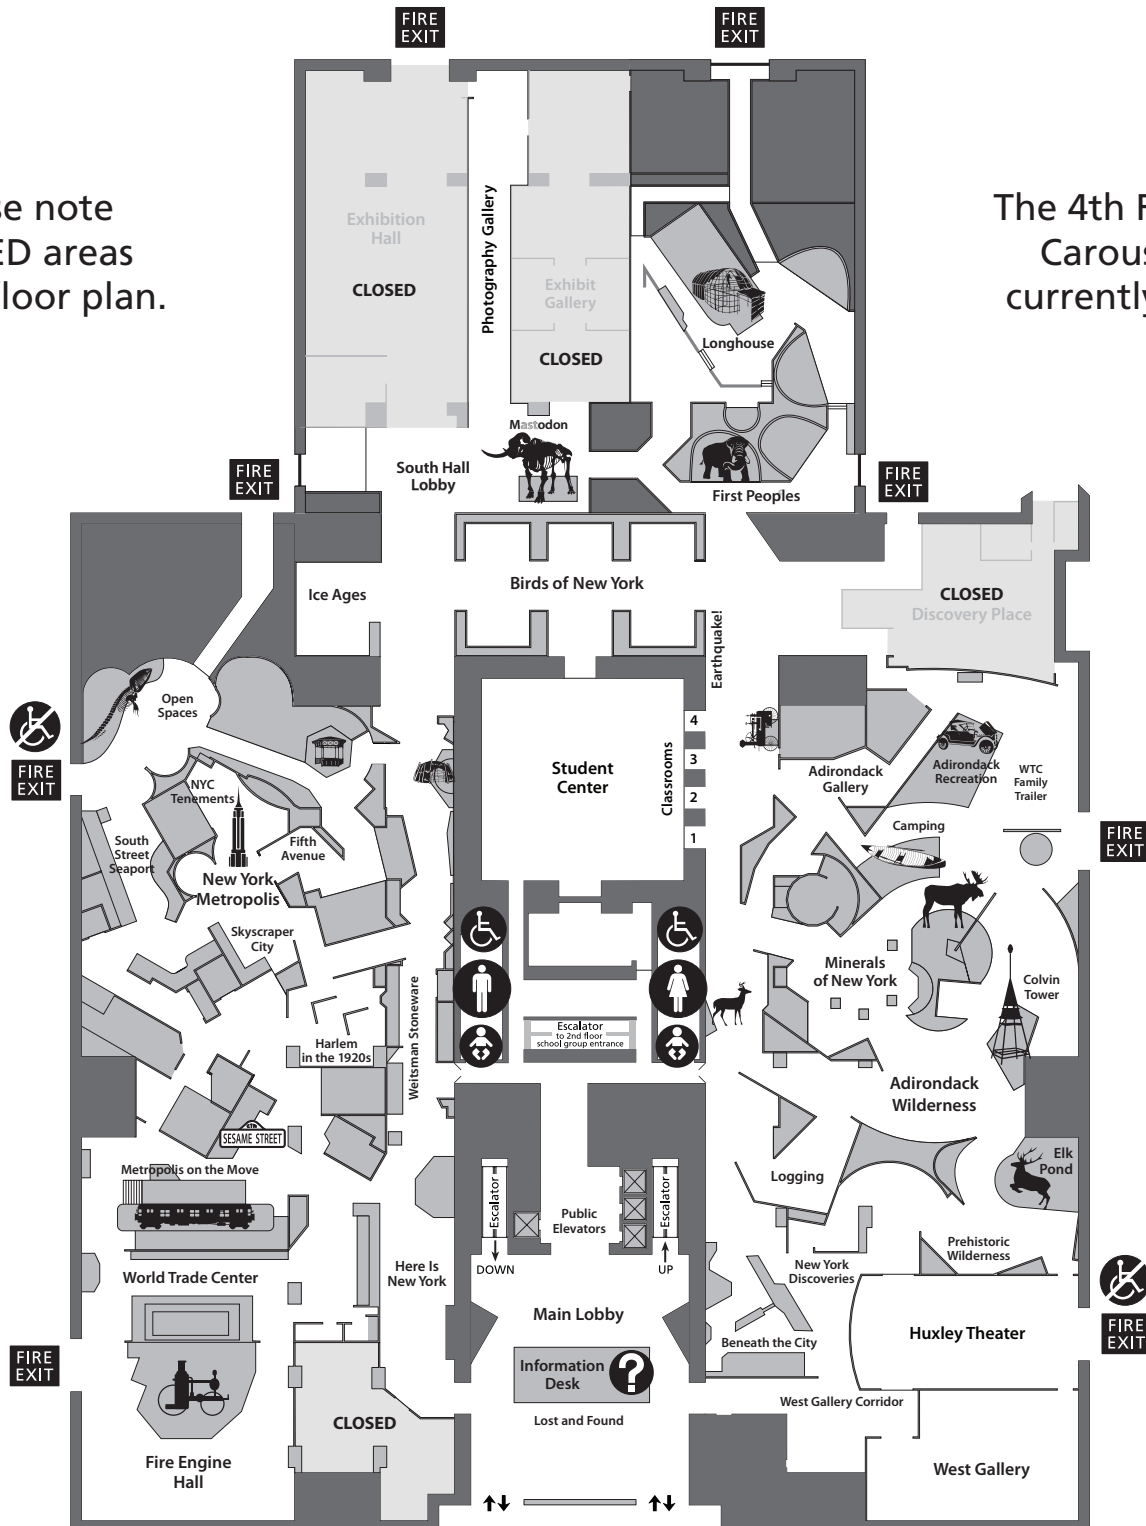 FIRE
EXIT
FIRE
EXIT
se note
ED areas
loor plan.
The 4th F
Carous
currently
Exhibition
Hall
CLOSED
Photography Gallery
Exhibit
Gallery
CLOSED
Longhouse
Mastodon
South Hall
Lobby
First Peoples
FIRE
EXIT
FIRE
EXIT
Ice Ages
Birds of New York
CLOSED
Discovery Place
Earthquake!
Open
Spaces
FIRE
EXIT
NYC
Tenements
Fifth
Avenue
South
Street
Seaport
New York
Metropolis
Skyscraper
City
Student
Center
Classrooms
4
3
2
1
Adirondack
Gallery
Adirondack
Recreation
WTC
Family
Trailer
Camping
FIRE
EXIT
Minerals
of New York
Colvin
Tower
Harlem
in the 1920s
Weitsman Stoneware
Escalator
to 2nd floor
school group entrance
Adirondack
Wilderness
SESAME STREET
Metropolis on the Move
World Trade Center
Here Is
New York
Escalator
DOWN
Public
Elevators
Escalator
UP
Logging
Elk
Pond
New York
Discoveries
Prehistoric
Wilderness
FIRE
EXIT
Main Lobby
Information
Desk
?
Lost and Found
Beneath the City
Huxley Theater
West Gallery Corridor
West Gallery
FIRE
EXIT
CLOSED
Fire Engine
Hall